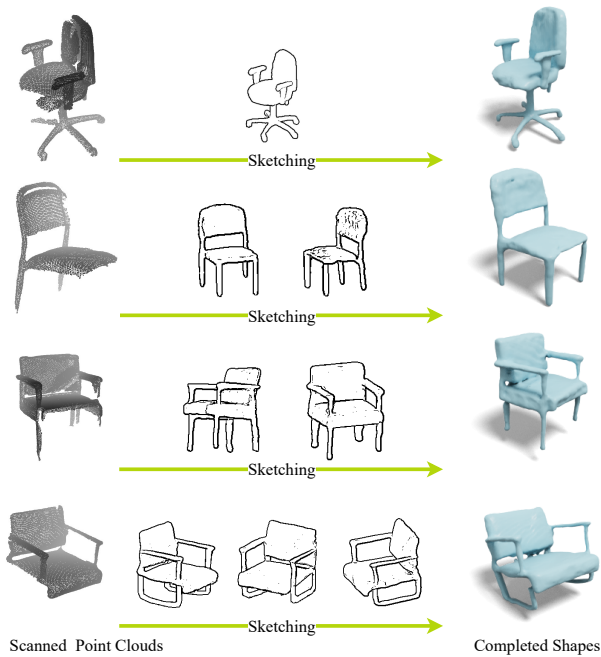 Sketching
Sketching
Sketching
Sketching
Scanned Point Clouds
Completed Shapes